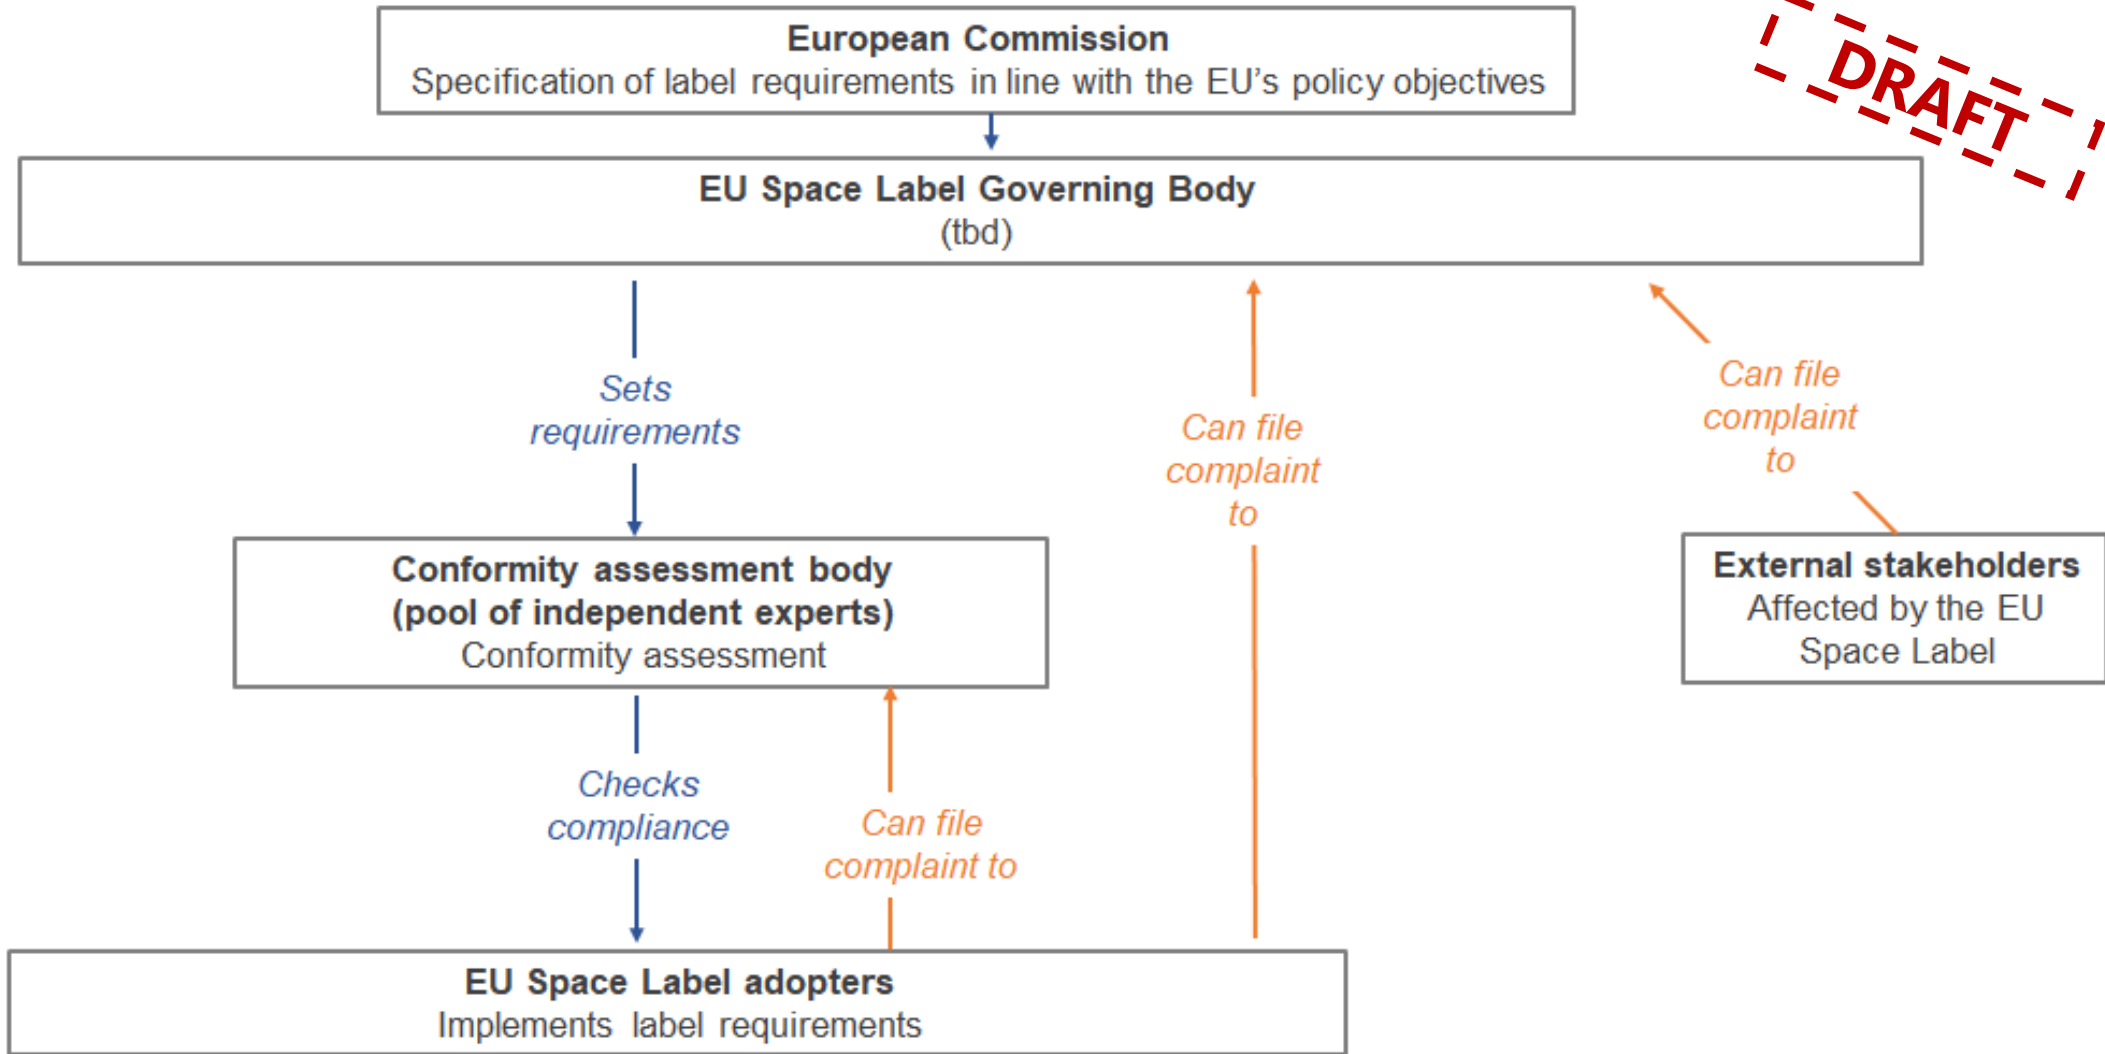 European Commission
Specification of label requirements in line with the EU’s policy objectives
DRAFT
EU Space Label Governing Body
(tbd)
Sets
requirements
Can file
complaint
to
Can file
complaint
to
Conformity assessment body
(pool of independent experts)
Conformity assessment
External stakeholders
Affected by the EU
Space Label
Checks
compliance
Can file
complaint to
EU Space Label adopters
Implements label requirements